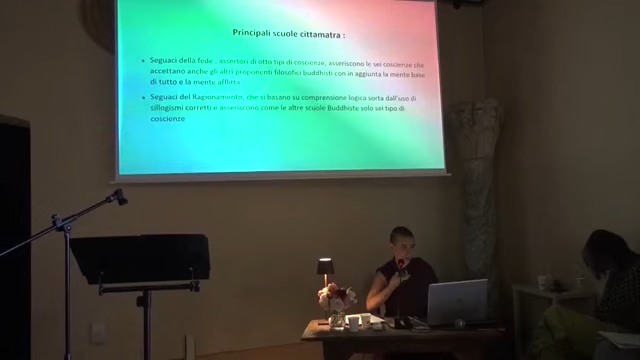 Principali scuole cittamatra :
• Seguaci della fede , assertori di otto tipi di coscienze, asseriscono le sei coscienze che
accettano anche gli altri proponenti filosofici buddhisti con in aggiunta la mente base
di tutto e la mente afflitta
• Seguaci del Ragionamento, che si basano su comprensione logica sorta dall'uso di
sillogismi corretti e asseriscono come le altre scuole Buddhiste solo sei tipo di
coscienze